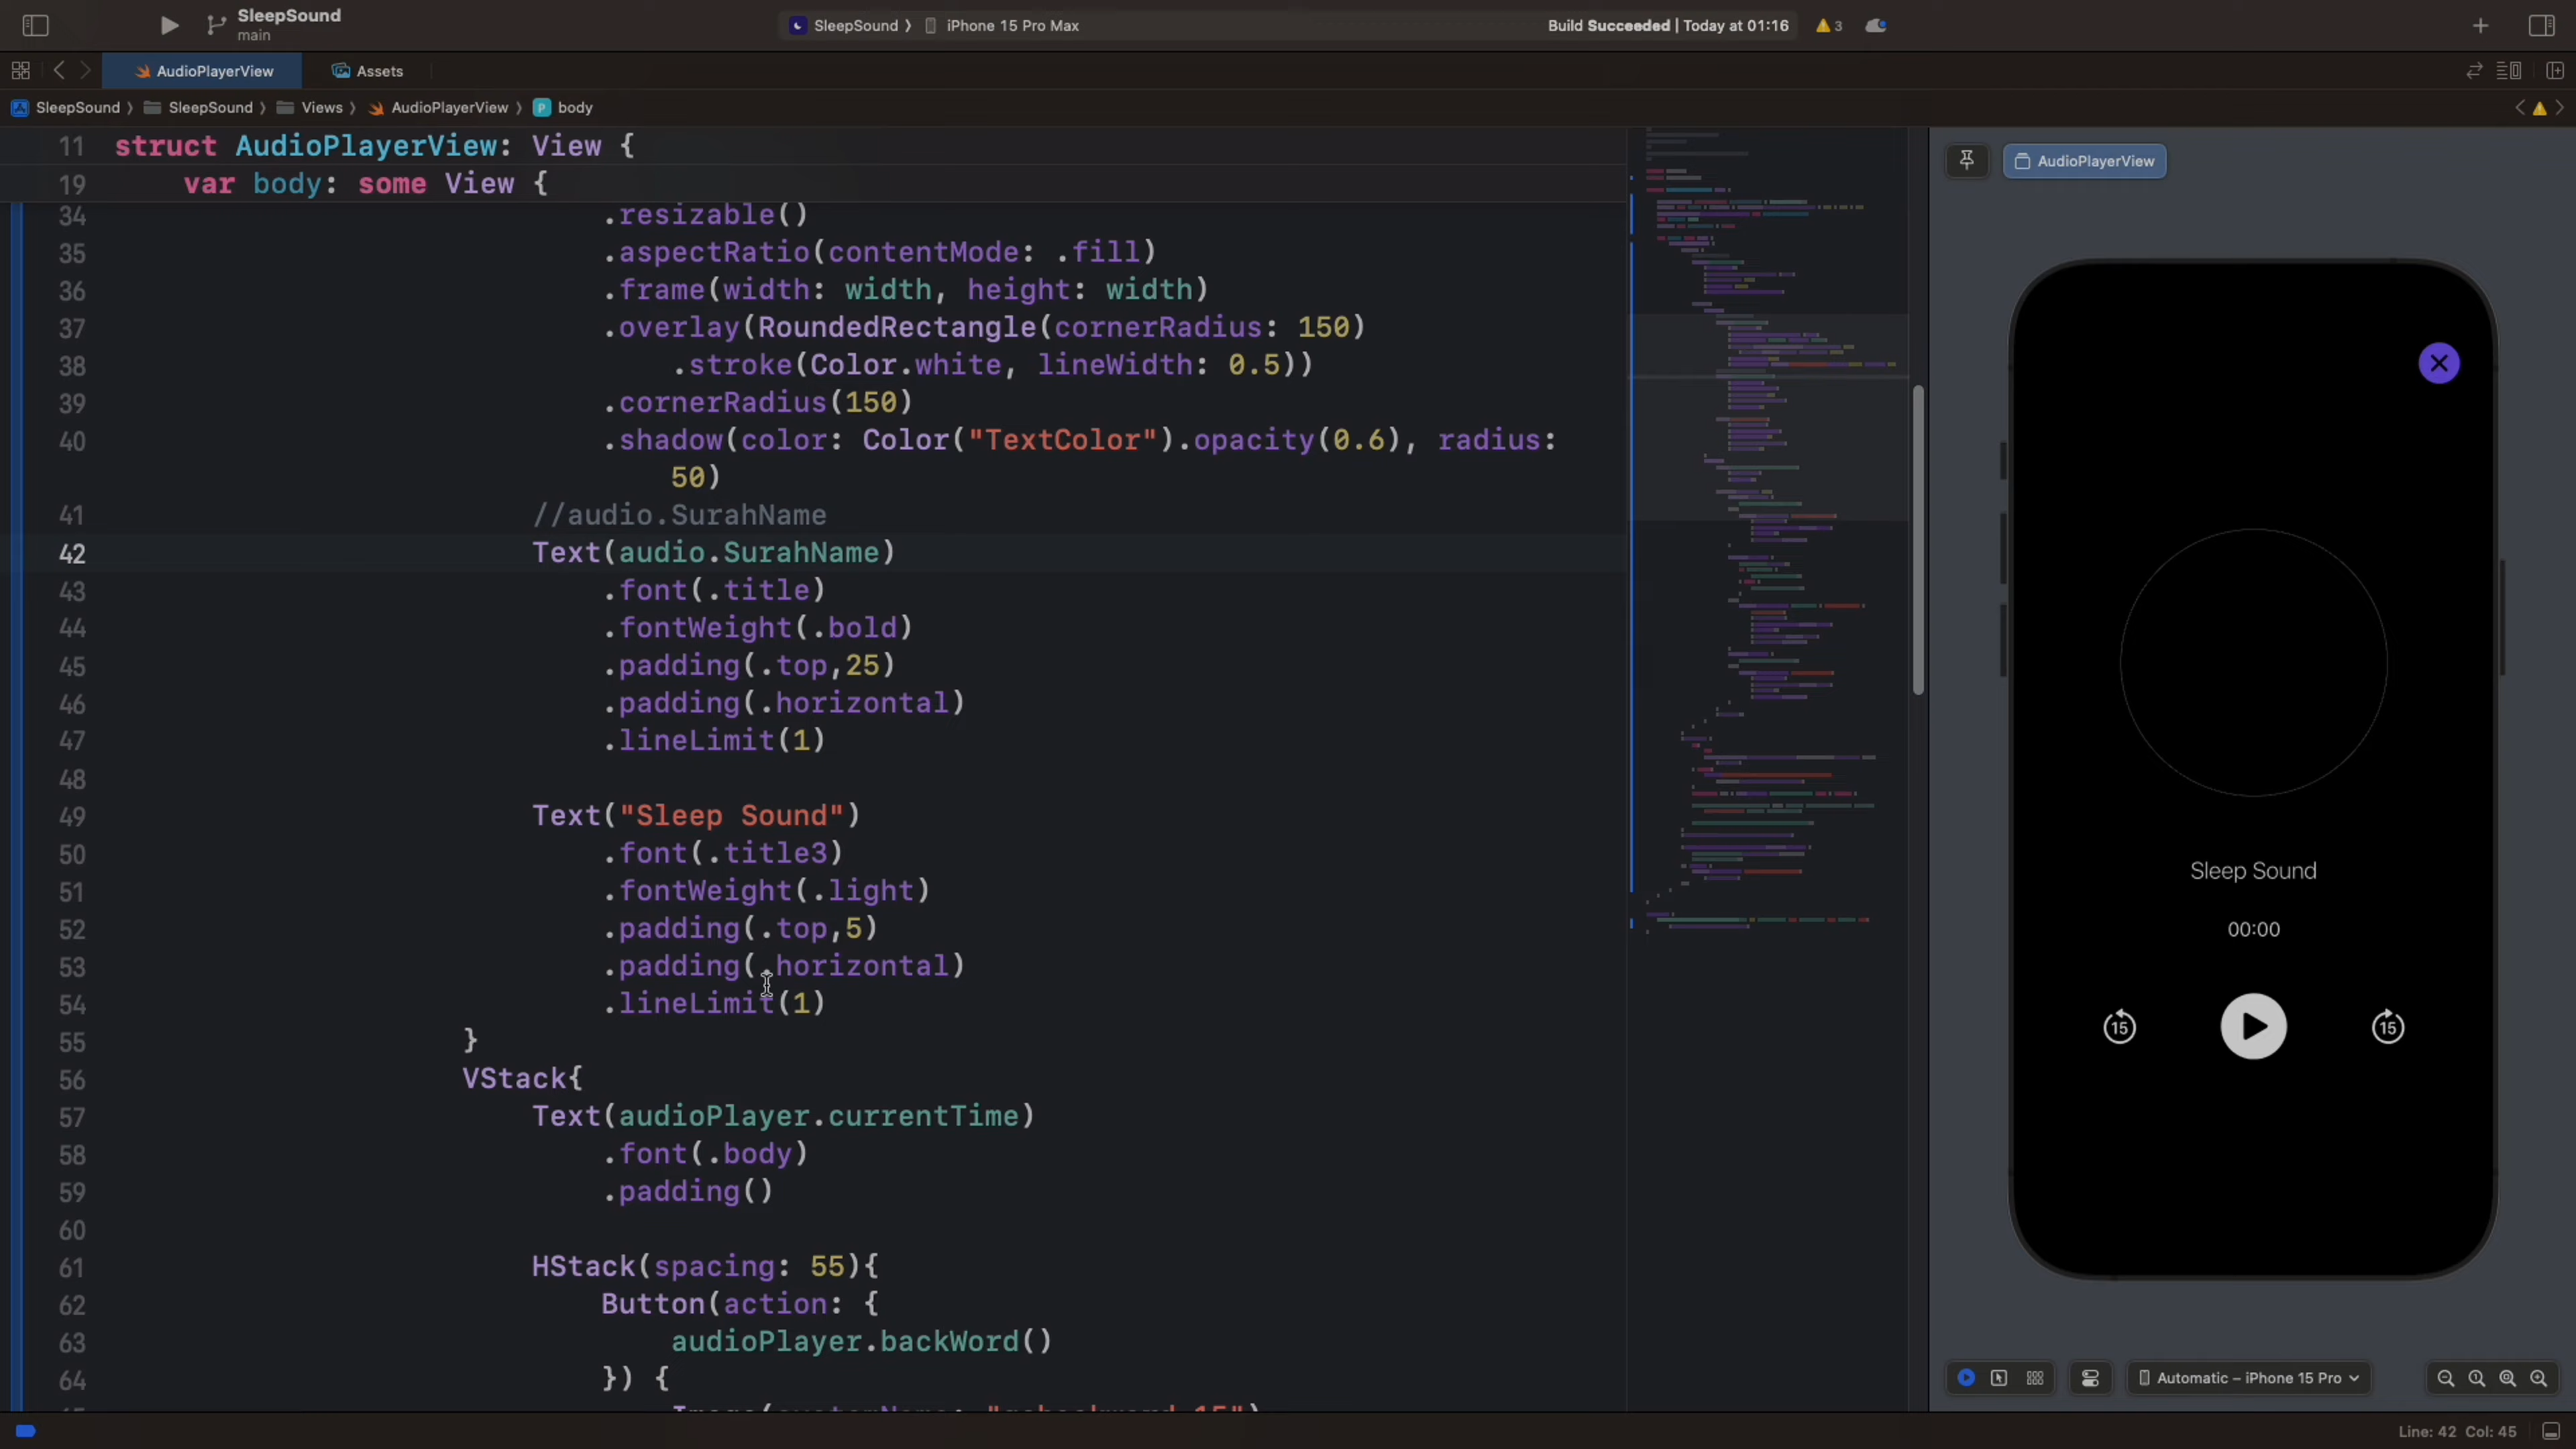 SleepSound
main
SleepSound 〉 iPhone 15 Pro Max
Build Succeeded | Today at 01:16
3
AudioPlayerView
Assets
SleepSound 〉 SleepSound 〉 Views 〉 AudioPlayerView 〉 P body
11 struct AudioPlayerView: View {
19 var body: some View {
34 .resizable()
35 .aspectRatio(contentMode: .fill)
36 .frame(width: width, height: width)
37 .overlay(RoundedRectangle(cornerRadius: 150)
38 .stroke(Color.white, lineWidth: 0.5))
39 .cornerRadius(150)
40 .shadow(color: Color("TextColor").opacity(0.6), radius:
50)
41 //audio.SurahName
42 Text(audio.SurahName)
43 .font(.title)
44 .fontWeight(.bold)
45 .padding(.top,25)
46 .padding(.horizontal)
47 .lineLimit(1)
48
49 Text("Sleep Sound")
50 .font(.title3)
51 .fontWeight(.light)
52 .padding(.top,5)
53 .padding(.horizontal)
54 .lineLimit(1)
55 }
56 VStack{
57 Text(audioPlayer.currentTime)
58 .font(.body)
59 .padding()
60
61 HStack(spacing: 55){
62 Button(action: {
63 audioPlayer.backWord()
64 }) {
AudioPlayerView
Sleep Sound
00:00
15
15
Automatic – iPhone 15 Pro
Line: 42 Col: 45